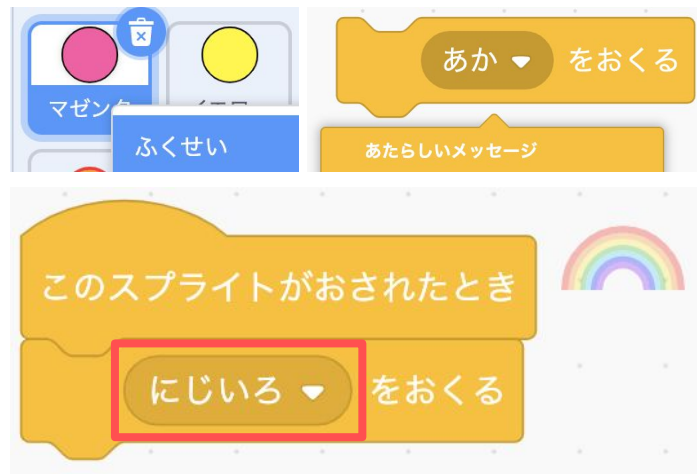 マゼンタ
ふくせい
あか をおくる
あたらしいメッセージ
このスプライトがおされたとき
にじいろ をおくる